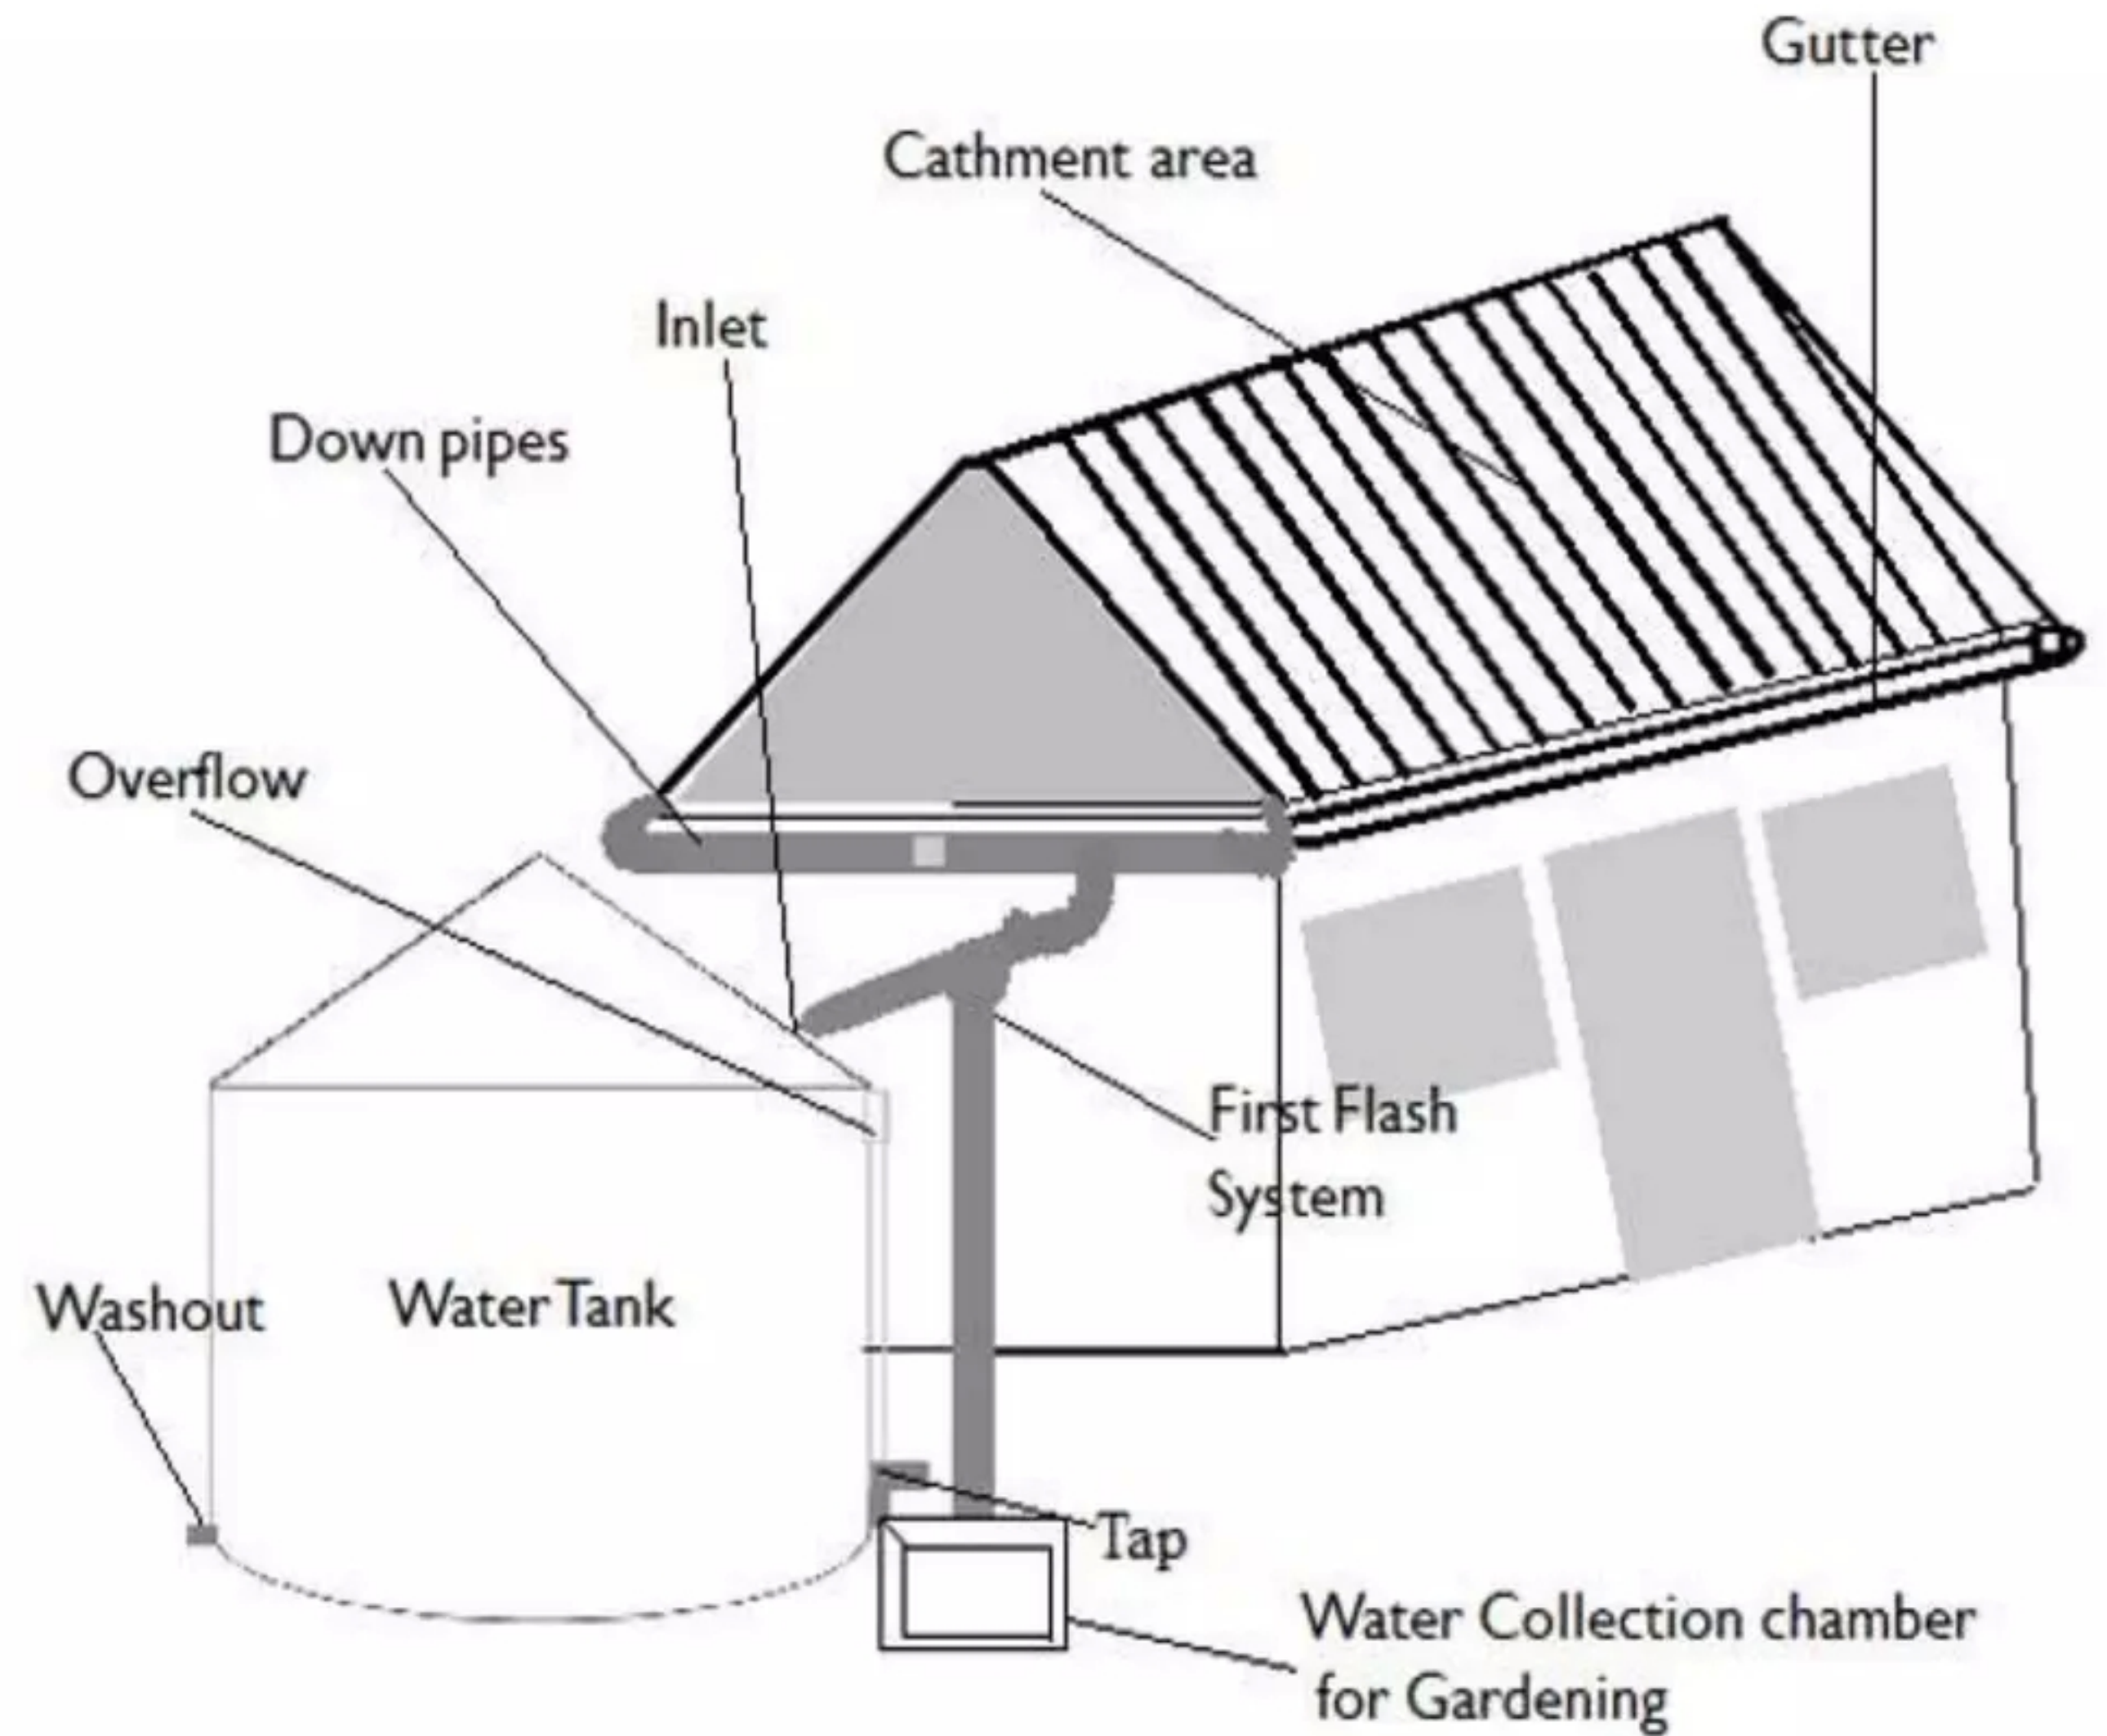 Gutter
Cathment area
Inlet
Down pipes
Overflow
First Flash
System
Washout
Water Tank
Tap
Water Collection chamber
for Gardening